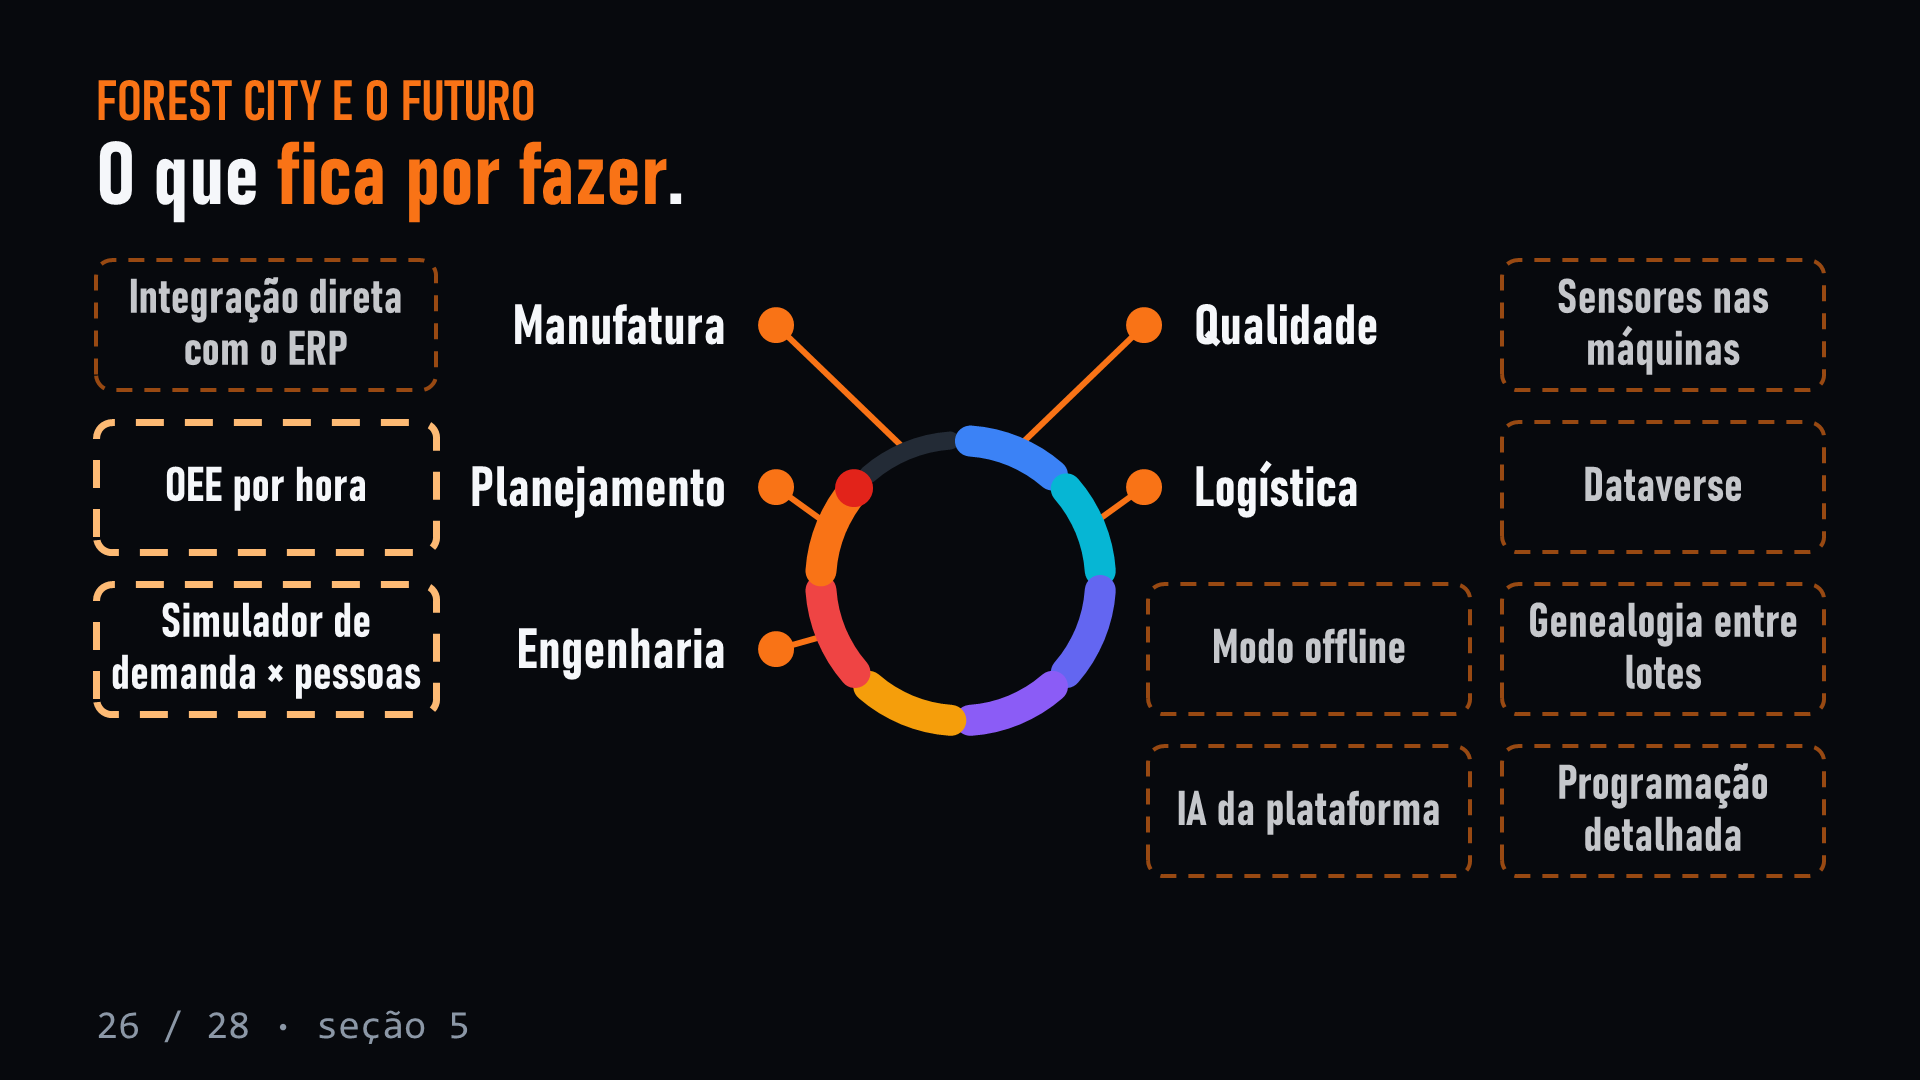 FOREST CITY E O FUTURO
O que fica por fazer.
Integração direta
com o ERP
OEE por hora
Simulador de
demanda × pessoas
Manufatura
Planejamento
Engenharia
Qualidade
Logística
Modo offline
IA da plataforma
Sensores nas
máquinas
Dataverse
Genealogia entre
lotes
Programação
detalhada
26 / 28 · seção 5